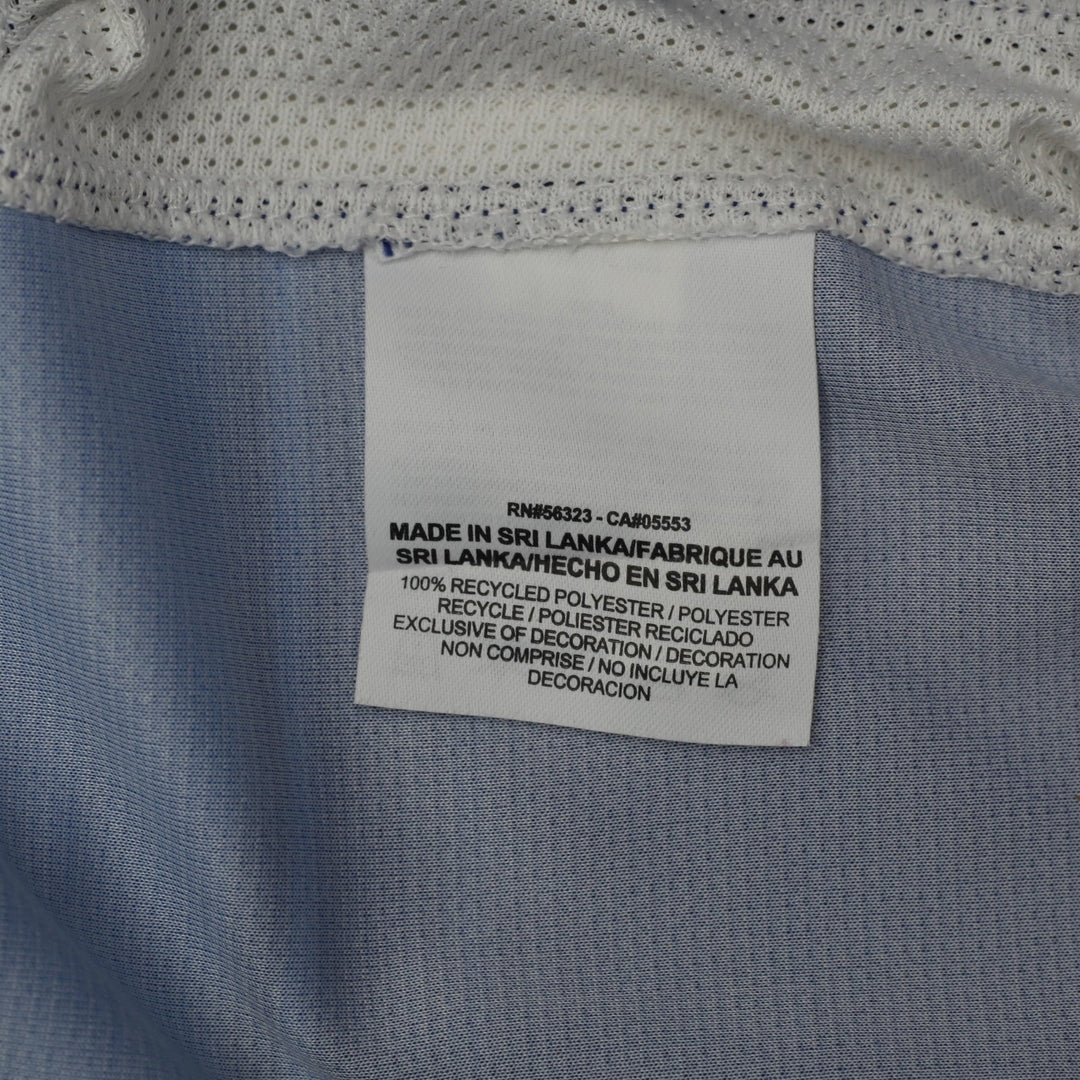 RN#56323 - CA#05553
MADE IN SRI LANKA/FABRIQUE AU
SRI LANKA/HECHO EN SRI LANKA
100% RECYCLED POLYESTER / POLYESTER
RECYCLE / POLIESTER RECICLADO
EXCLUSIVE OF DECORATION / DECORATION
NON COMPRISE / NO INCLUYE LA
DECORACION